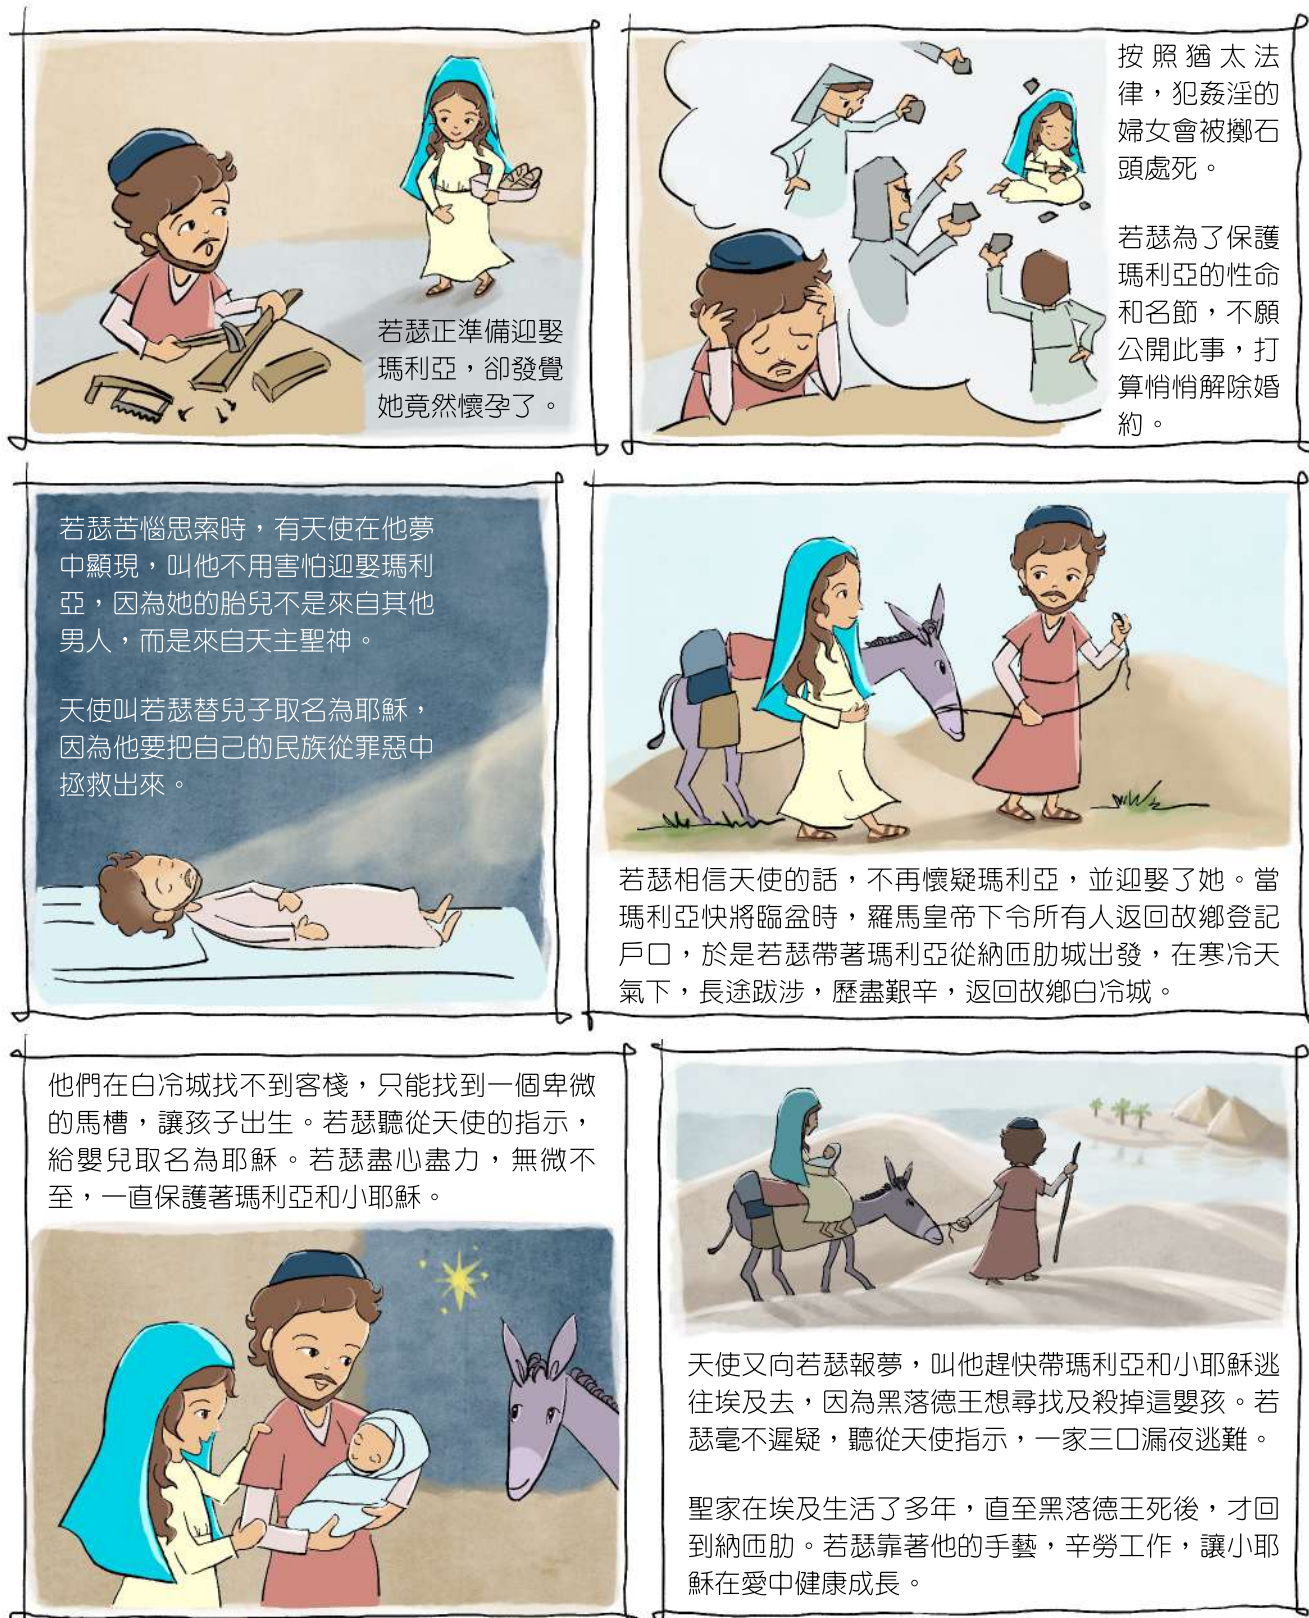 若瑟正準備迎娶
瑪利亞，卻發覺
她竟然懷孕了。
按照猶太法
律，犯姦淫的
婦女會被擲石
頭處死。
若瑟為了保護
瑪利亞的性命
和名節，不願
公開此事，打
算悄悄解除婚
約。
若瑟苦惱思索時，有天使在他夢
中顯現，叫他不用害怕迎娶瑪利
亞，因為她的胎兒不是來自其他
男人，而是來自天主聖神。
天使叫若瑟替兒子取名為耶穌，
因為他要把自己的民族從罪惡中
拯救出來。
若瑟相信天使的話，不再懷疑瑪利亞，並迎娶了她。當
瑪利亞快將臨盆時，羅馬皇帝下令所有人返回故鄉登記
戶口，於是若瑟帶著瑪利亞從納匝肋城出發，在寒冷天
氣下，長途跋涉，歷盡艱辛，返回故鄉白冷城。
他們在白冷城找不到客棧，只能找到一個卑微
的馬槽，讓孩子出生。若瑟聽從天使的指示，
給嬰兒取名為耶穌。若瑟盡心盡力，無微不
至，一直保護著瑪利亞和小耶穌。
天使又向若瑟報夢，叫他趕快帶瑪利亞和小耶穌逃
往埃及去，因為黑落德王想尋找及殺掉這嬰孩。若
瑟毫不遲疑，聽從天使指示，一家三口漏夜逃難。
聖家在埃及生活了多年，直至黑落德王死後，才回
到納匝肋。若瑟靠著他的手藝，辛勞工作，讓小耶
穌在愛中健康成長。